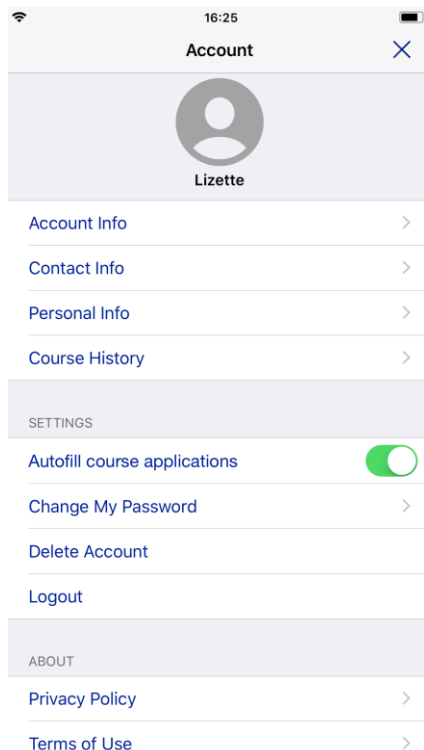 16:25
Account
Lizette
Account Info
Contact Info
Personal Info
Course History
SETTINGS
Autofill course applications
Change My Password
Delete Account
Logout
ABOUT
Privacy Policy
Terms of Use